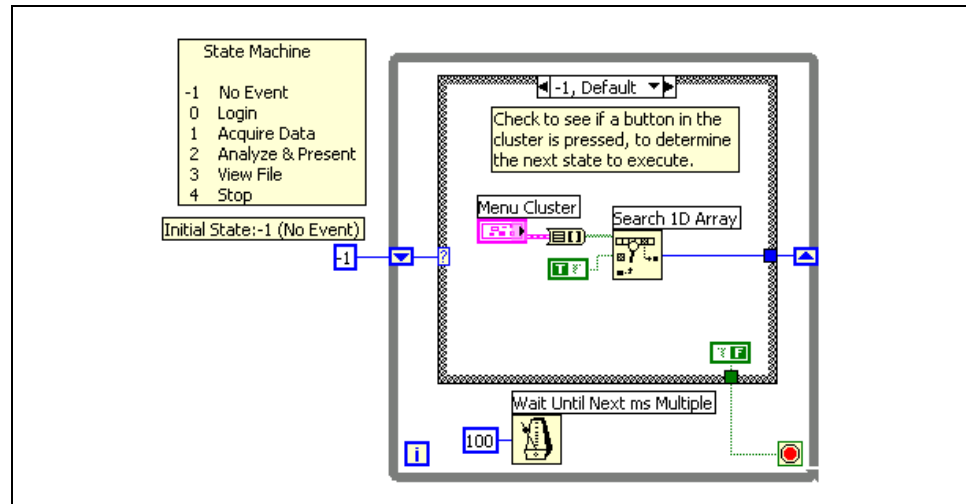 State Machine
-1 No Event
0 Login
1 Acquire Data
2 Analyze & Present
3 View File
4 Stop
Initial State:-1 (No Event)
-1
-1, Default
Check to see if a button in the
cluster is pressed, to determine
the next state to execute.
Menu Cluster
Search 1D Array
T
?
F
Wait Until Next ms Multiple
100
i